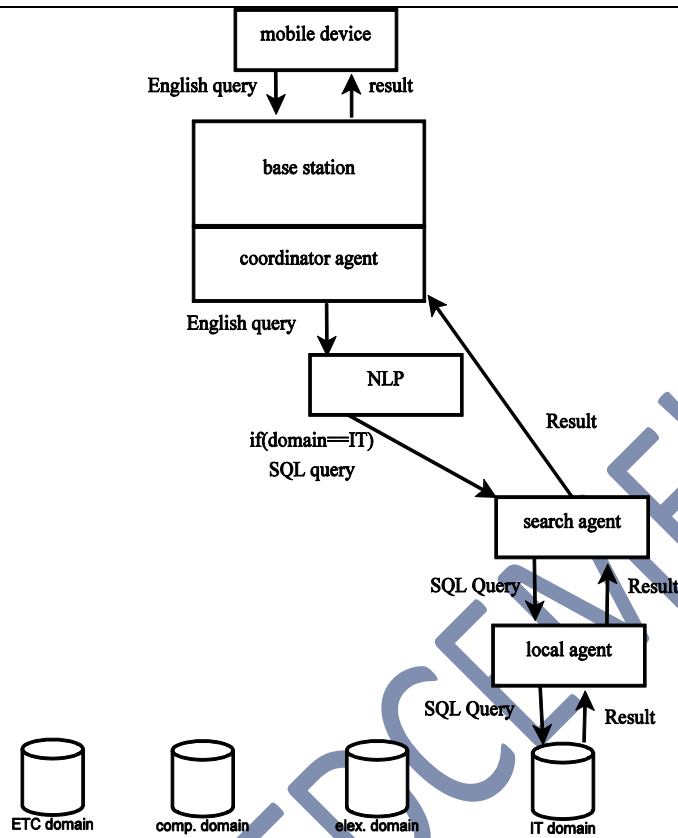 mobile device
English query
result
base station
coordinator agent
English query
NLP
if(domain==IT)
SQL query
Result
search agent
SQL Query
Result
local agent
SQL Query
Result
ETC domain
comp. domain
elex. domain
IT domain